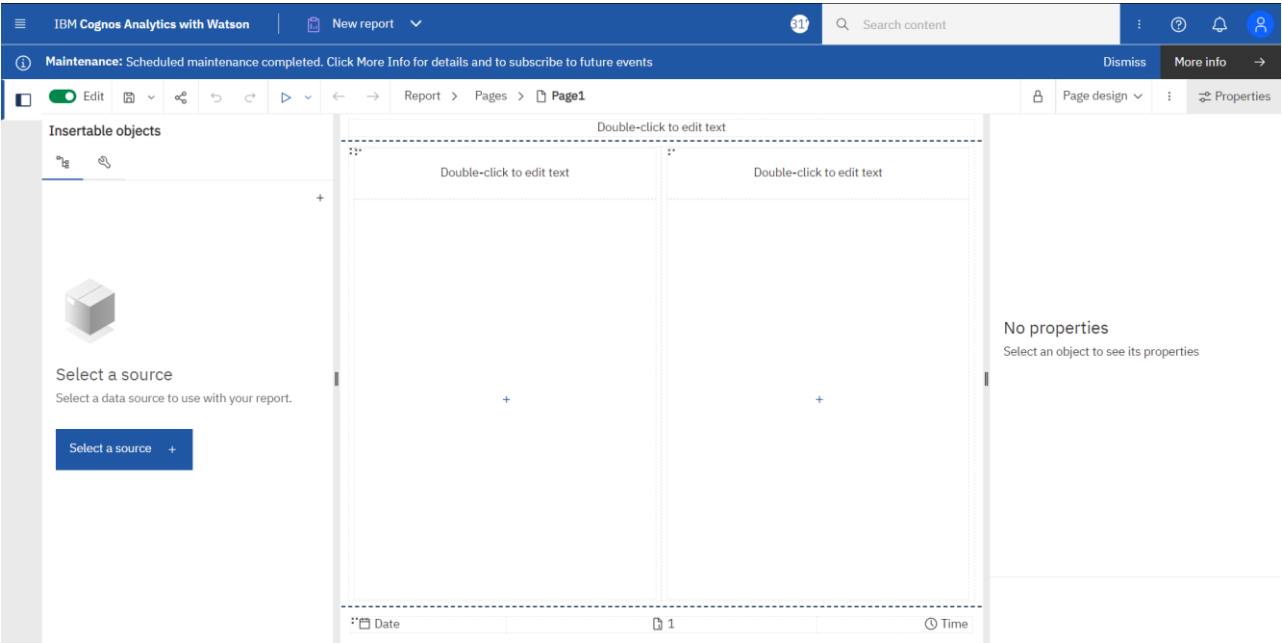 IBM Cognos Analytics with Watson
New report
Search content
Maintenance: Scheduled maintenance completed. Click More Info for details and to subscribe to future events
Dismiss
More info
Edit
Report > Pages > Page1
Page design
Properties
Insertable objects
Select a source
Select a data source to use with your report.
Select a source +
Double-click to edit text
Double-click to edit text
Double-click to edit text
Date
1
Time
No properties
Select an object to see its properties